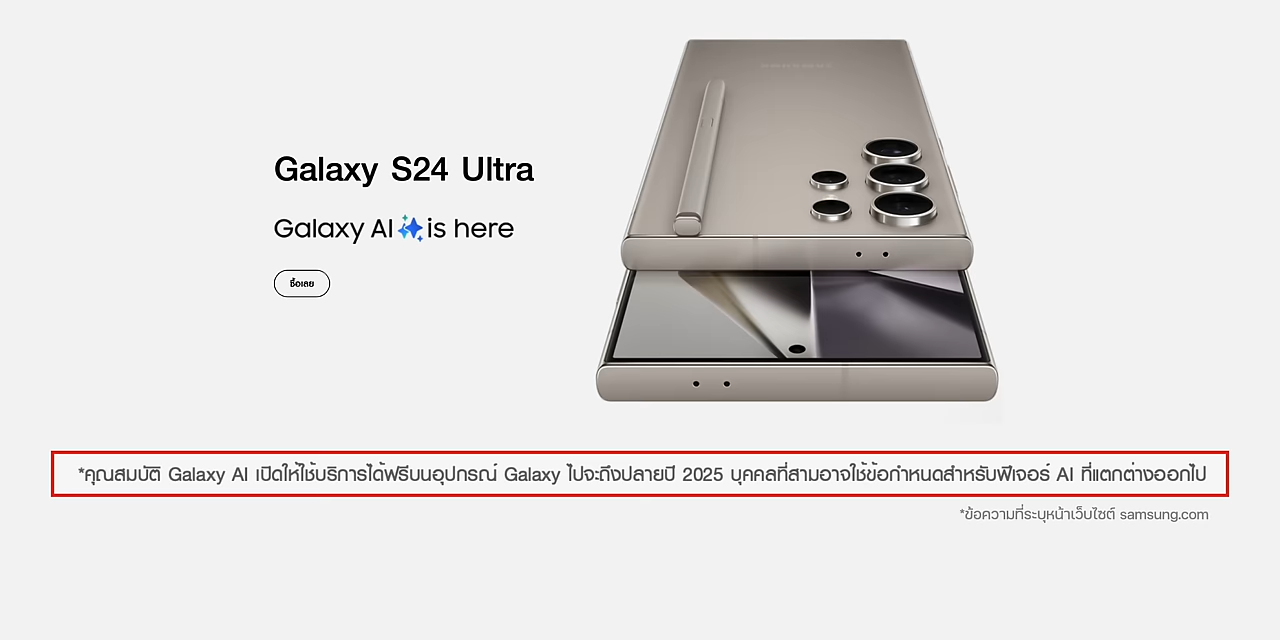 Galaxy S24 Ultra
Galaxy AI is here
ซื้อเลย
*คุณสมบัติ Galaxy AI เปิดให้ใช้บริการได้ฟรีบนอุปกรณ์ Galaxy ไปจะถึงปลายปี 2025 บุคคลที่สามอาจใช้ข้อกำหนดสำหรับฟีเจอร์ AI ที่แตกต่างออกไป
*ข้อความที่ระบุหน้าเว็บไซต์ samsung.com